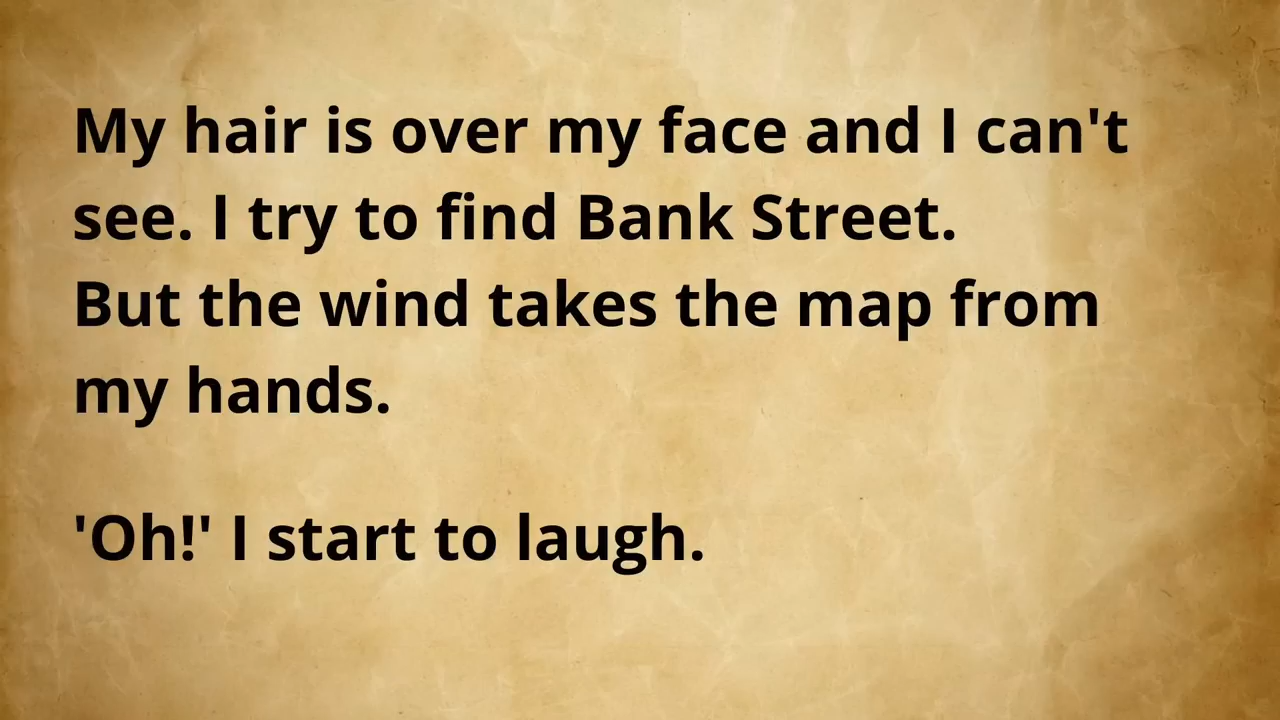 My hair is over my face and I can't
see. I try to find Bank Street.
But the wind takes the map from
my hands.
'Oh!' I start to laugh.